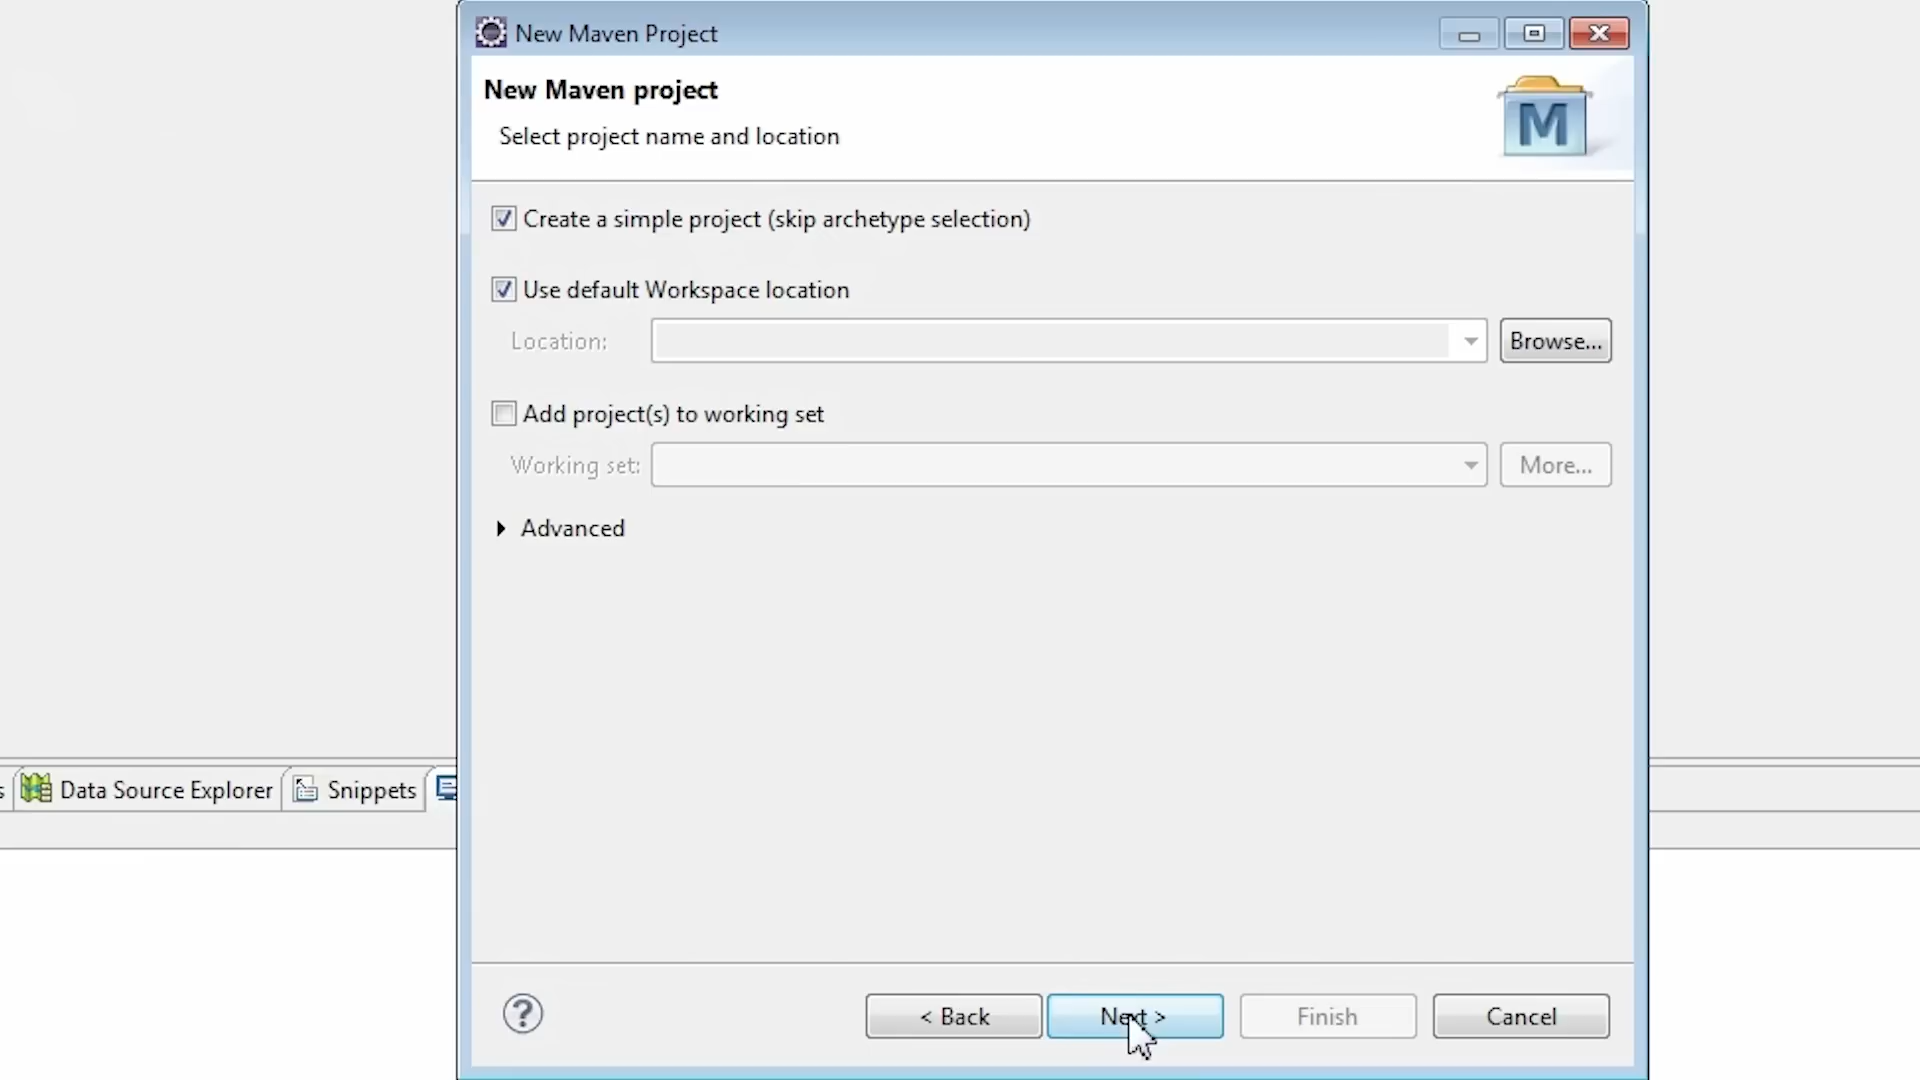 New Maven Project
New Maven project
Select project name and location
M
Create a simple project (skip archetype selection)
Use default Workspace location
Location:
Browse...
Add project(s) to working set
Working set:
More...
Advanced
s
Data Source Explorer
Snippets
?
< Back
Next >
Finish
Cancel